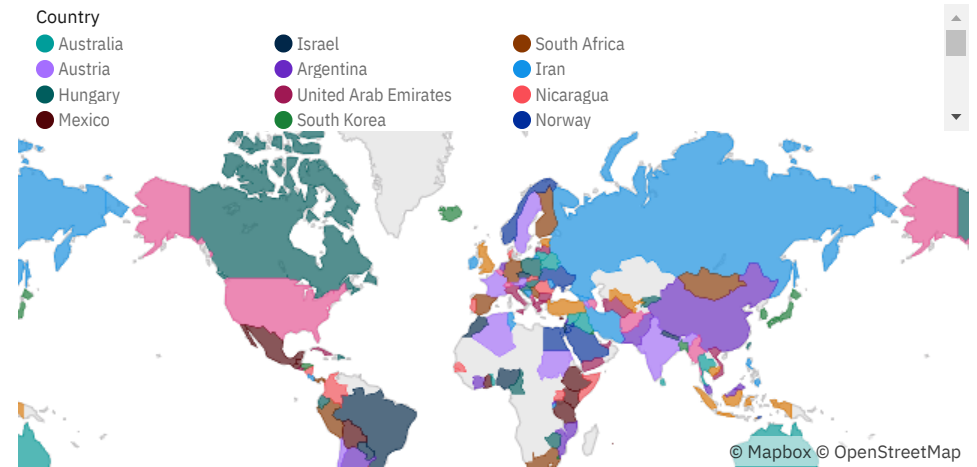 Country
Australia Israel South Africa
Austria Argentina Iran
Hungary United Arab Emirates Nicaragua
Mexico South Korea Norway
© Mapbox © OpenStreetMap